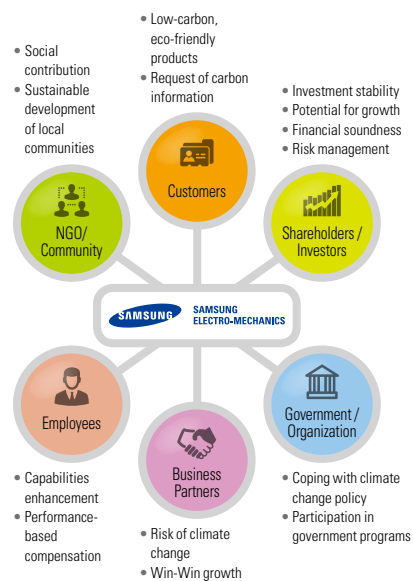 • Low-carbon,
eco-friendly
products
• Request of carbon
information
• Social
contribution
• Sustainable
development
of local
communities
• Investment stability
• Potential for growth
• Financial soundness
• Risk management
Customers
NGO/
Community
Shareholders /
Investors
SAMSUNG
SAMSUNG
ELECTRO-MECHANICS
Employees
Business
Partners
Government /
Organization
• Capabilities
enhancement
• Performance-
based
compensation
• Risk of climate
change
• Win-Win growth
• Coping with climate
change policy
• Participation in
government programs